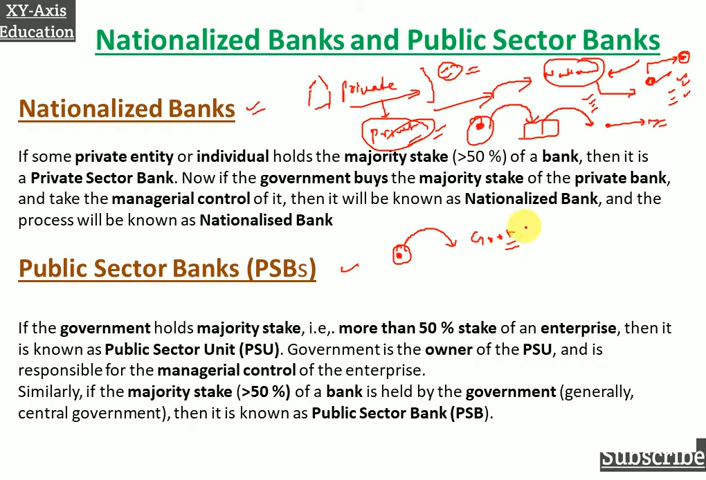 XY-Axis
Education
Nationalized Banks and Public Sector Banks
Private
Nationalized Banks
If some private entity or individual holds the majority stake (>50 %) of a bank, then it is
a Private Sector Bank. Now if the government buys the majority stake of the private bank,
and take the managerial control of it, then it will be known as Nationalized Bank, and the
process will be known as Nationalised Bank
Public Sector Banks (PSBs)
If the government holds majority stake, i.e,. more than 50 % stake of an enterprise, then it
is known as Public Sector Unit (PSU). Government is the owner of the PSU, and is
responsible for the managerial control of the enterprise.
Similarly, if the majority stake (>50 %) of a bank is held by the government (generally,
central government), then it is known as Public Sector Bank (PSB).
Subscribe